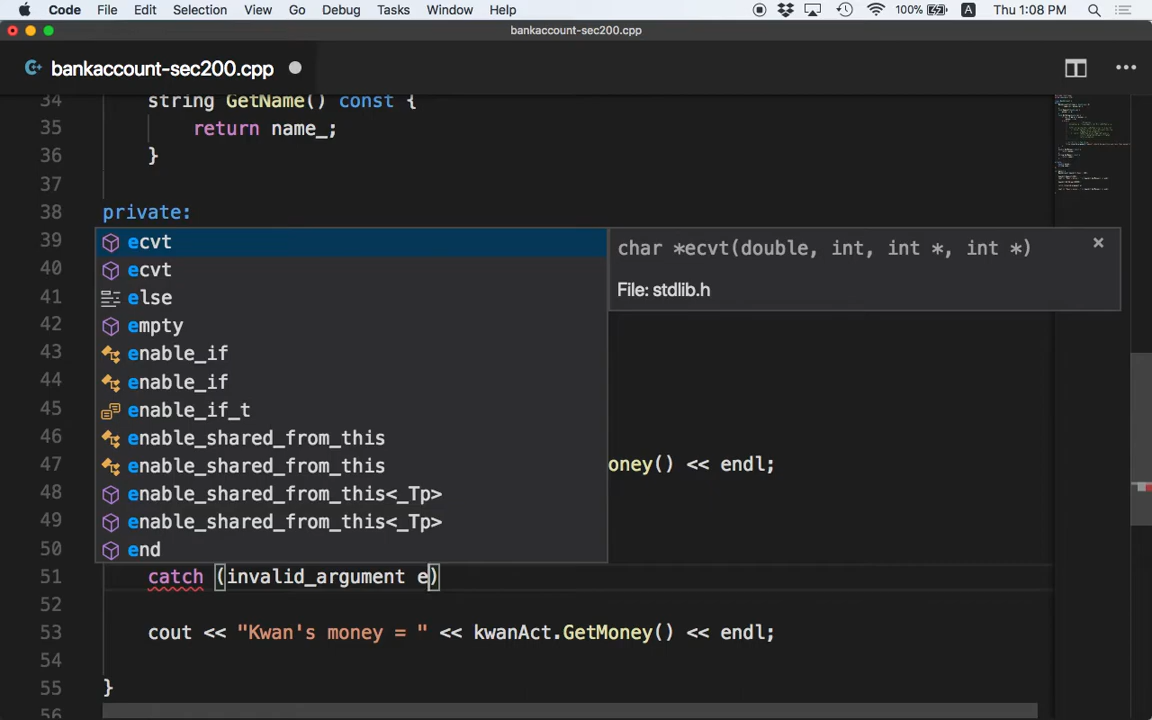 Code File Edit Selection View Go Debug Tasks Window Help 100% A Thu 1:08 PM
bankaccount-sec200.cpp
bankaccount-sec200.cpp
34 string GetName() const {
35 return name_;
36 }
37
38 private:
39
ecvt char *ecvt(double, int, int *, int *)
40 ecvt
File: stdlib.h
41 else
42 empty
43 enable_if
44 enable_if
45 enable_if_t
46 enable_shared_from_this
47 enable_shared_from_this oney() << endl;
48 enable_shared_from_this<_Tp>
49 enable_shared_from_this<_Tp>
50 end
51 catch (invalid_argument e)
52
53 cout << "Kwan's money = " << kwanAct.GetMoney() << endl;
54
55 }
56